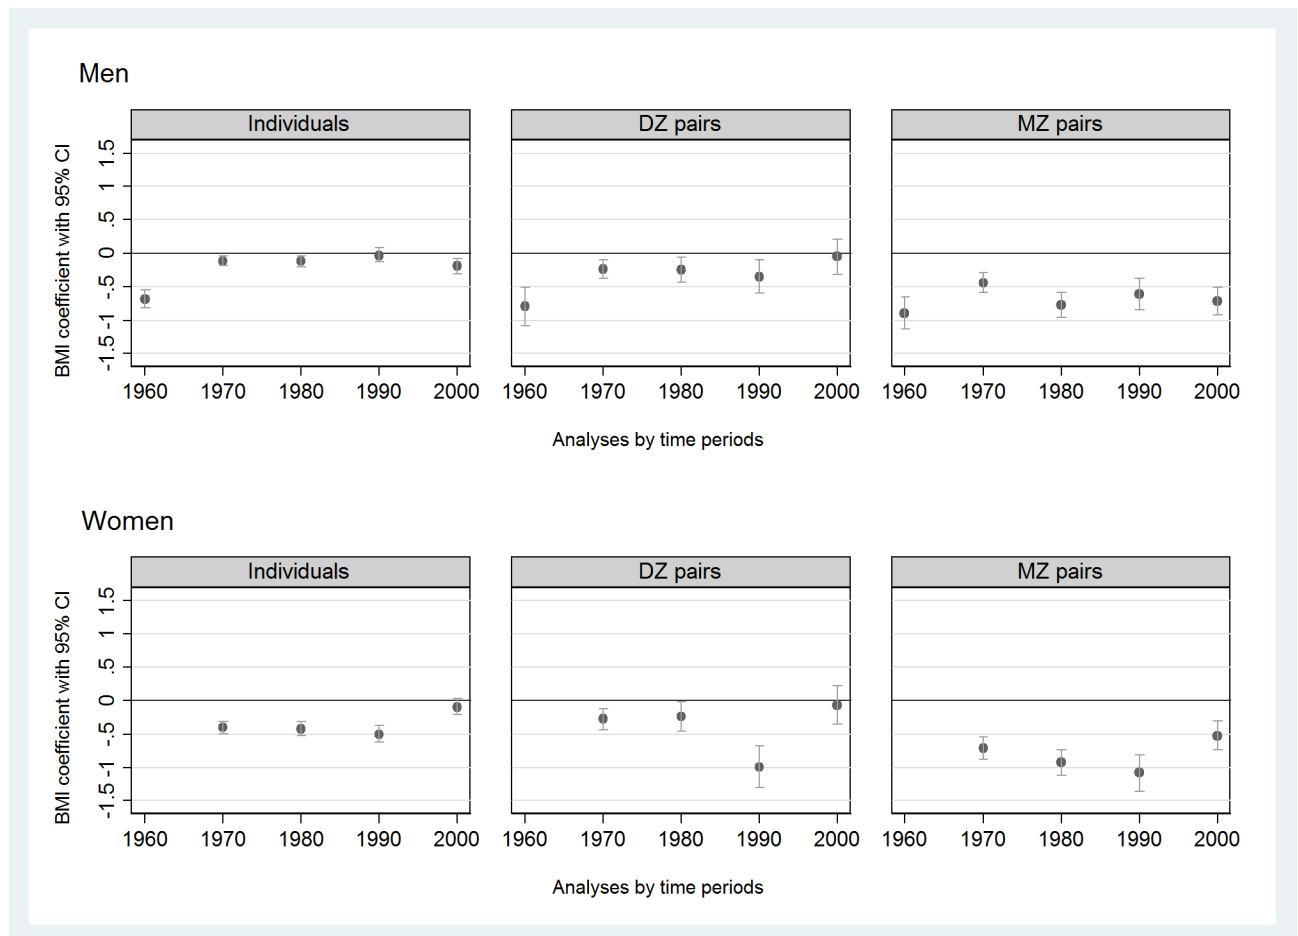 Men
Individuals DZ pairs MZ pairs
BMI coefficient with 95% CI
1.5
1
.5
0
-.5
-1
-1.5
1960 1970 1980 1990 2000 1960 1970 1980 1990 2000 1960 1970 1980 1990 2000
Analyses by time periods
Women
Individuals DZ pairs MZ pairs
BMI coefficient with 95% CI
1.5
1
.5
0
-.5
-1
-1.5
1960 1970 1980 1990 2000 1960 1970 1980 1990 2000 1960 1970 1980 1990 2000
Analyses by time periods